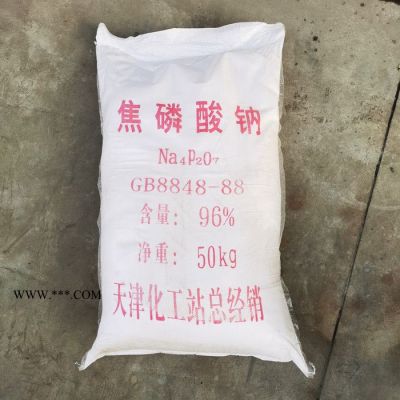 焦磷酸钠
Na₄P₂O₇
GB8848-88
含量: 96%
净重: 50kg
WWW.***.COM
天津化工站总经销